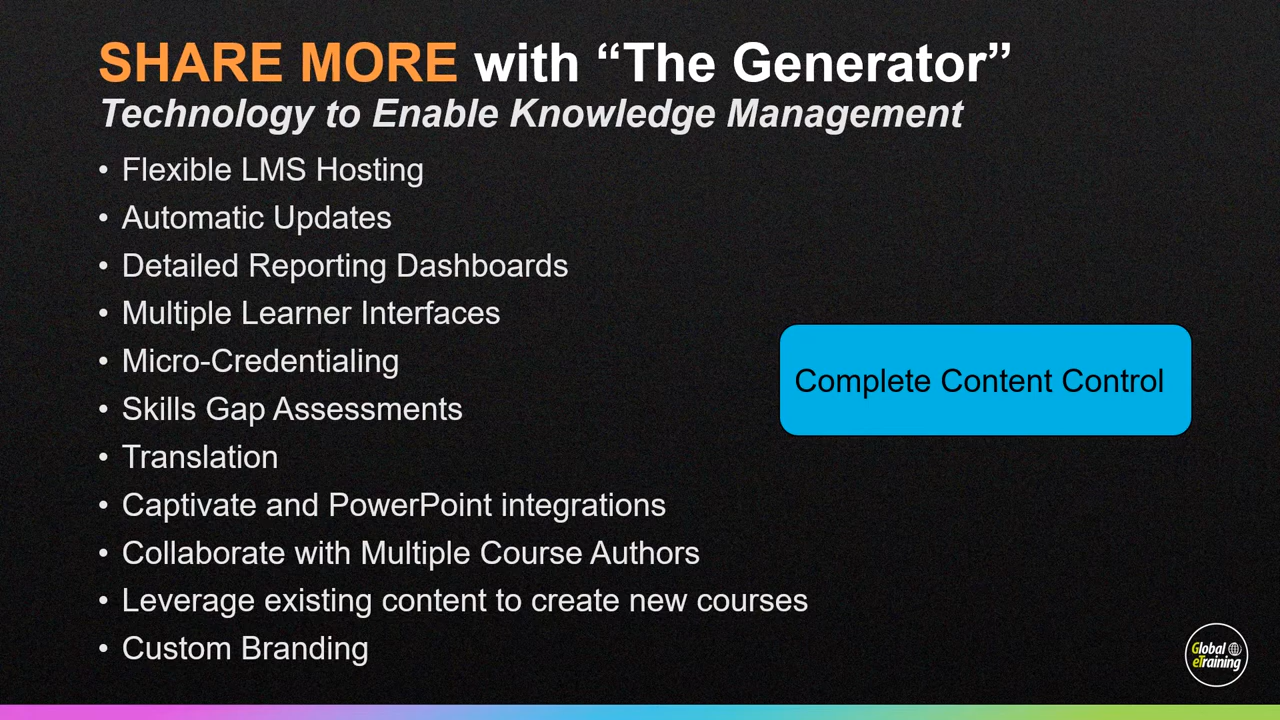 SHARE MORE with “The Generator”
Technology to Enable Knowledge Management
• Flexible LMS Hosting
• Automatic Updates
• Detailed Reporting Dashboards
• Multiple Learner Interfaces
• Micro-Credentialing
• Skills Gap Assessments
• Translation
• Captivate and PowerPoint integrations
• Collaborate with Multiple Course Authors
• Leverage existing content to create new courses
• Custom Branding
Complete Content Control
Global
eTraining